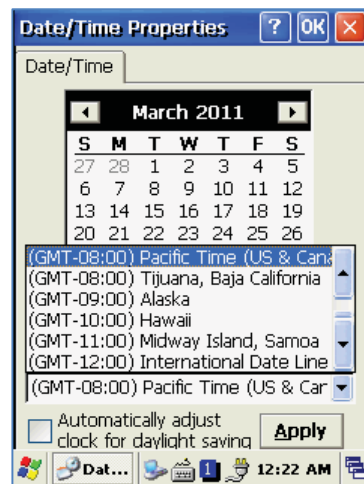 Date/Time Properties ? OK ×
Date/Time
March 2011
S M T W T F S
27 28 1 2 3 4 5
6 7 8 9 10 11 12
13 14 15 16 17 18 19
20 21 22 23 24 25 26
(GMT-08:00) Pacific Time (US & Can
(GMT-08:00) Tijuana, Baja California
(GMT-09:00) Alaska
(GMT-10:00) Hawaii
(GMT-11:00) Midway Island, Samoa
(GMT-12:00) International Date Line
(GMT-08:00) Pacific Time (US & Car
Automatically adjust
clock for daylight saving
Apply
Dat... 1 12:22 AM